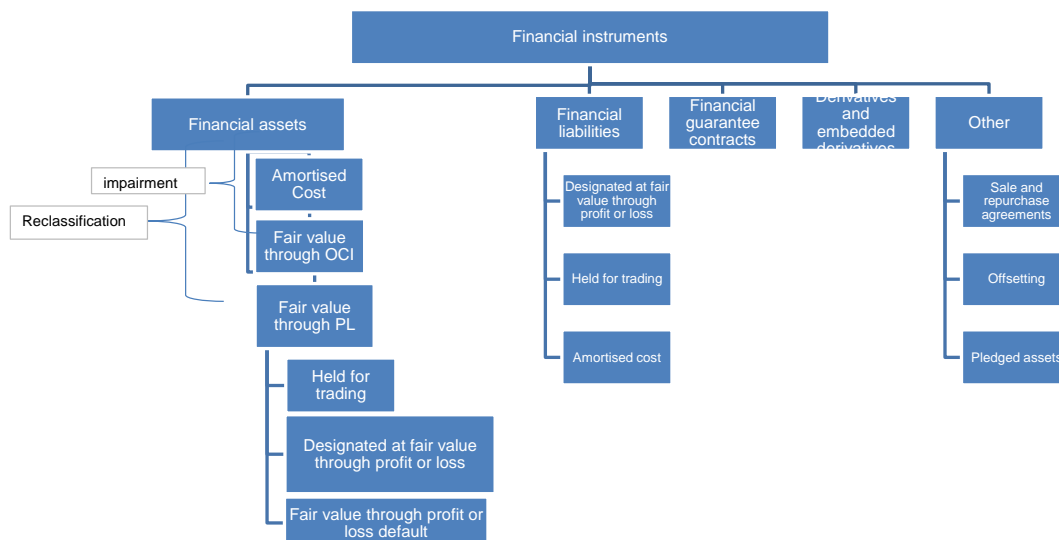 Financial instruments
Financial assets
Financial
liabilities
Financial
guarantee
contracts
Derivatives
and
embedded
derivatives
Other
impairment
Reclassification
Amortised
Cost
Fair value
through OCI
Fair value
through PL
Held for
trading
Designated at fair value
through profit or loss
Fair value through profit or
loss default
Designated at fair
value through
profit or loss
Held for trading
Amortised cost
Sale and
repurchase
agreements
Offsetting
Pledged assets